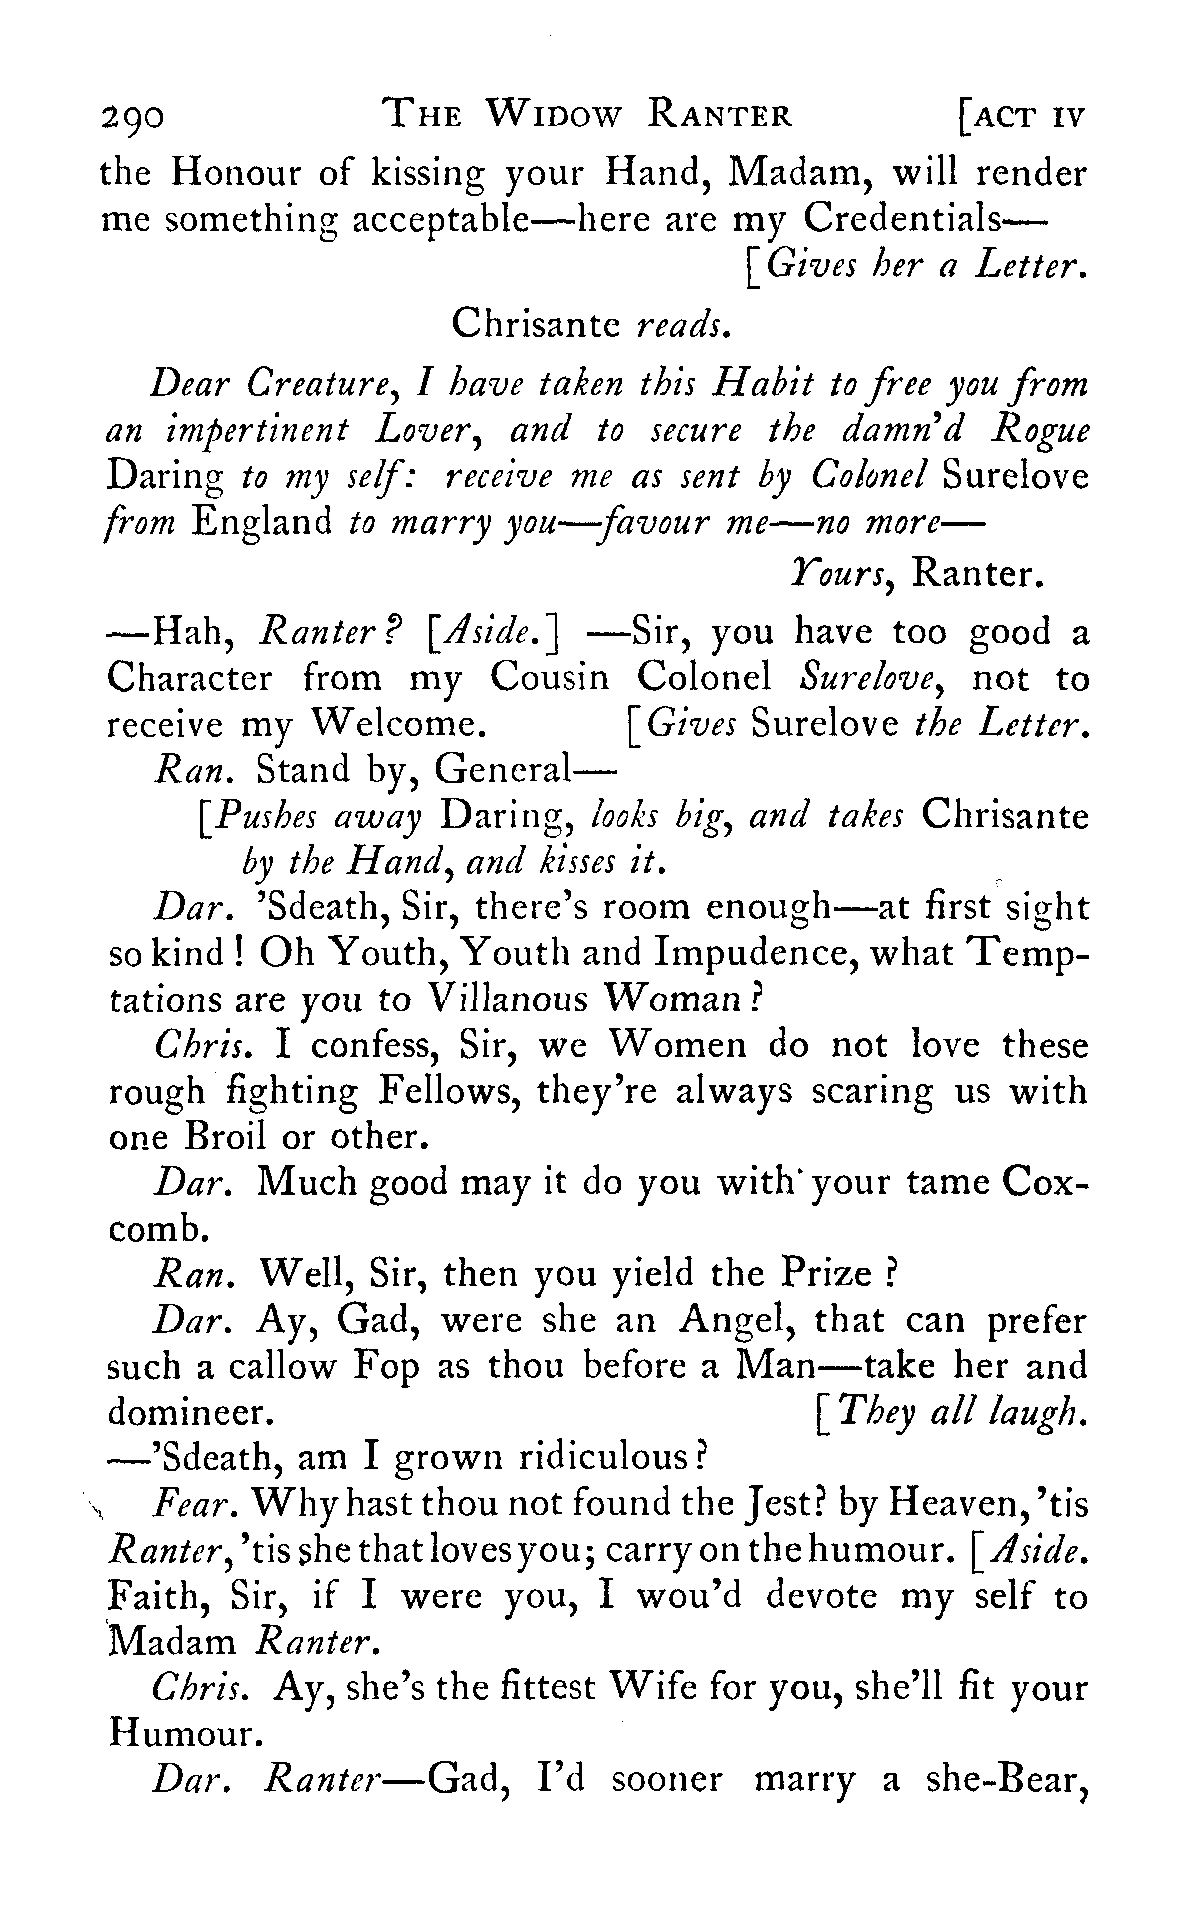 290 THE WIDOW RANTER [ACT IV
the Honour of kissing your Hand, Madam, will render
me something acceptable—here are my Credentials—
[Gives her a Letter.
Chrisante reads.
Dear Creature, I have taken this Habit to free you from
an impertinent Lover, and to secure the damn'd Rogue
Daring to my self: receive me as sent by Colonel Surelove
from England to marry you—favour me—no more—
Yours, Ranter.
—Hah, Ranter? [Aside.] —Sir, you have too good a
Character from my Cousin Colonel Surelove, not to
receive my Welcome. [Gives Surelove the Letter.
Ran. Stand by, General—
[Pushes away Daring, looks big, and takes Chrisante
by the Hand, and kisses it.
Dar. 'Sdeath, Sir, there's room enough—at first sight
so kind! Oh Youth, Youth and Impudence, what Temp-
tations are you to Villanous Woman?
Chris. I confess, Sir, we Women do not love these
rough fighting Fellows, they're always scaring us with
one Broil or other.
Dar. Much good may it do you with your tame Cox-
comb.
Ran. Well, Sir, then you yield the Prize?
Dar. Ay, Gad, were she an Angel, that can prefer
such a callow Fop as thou before a Man—take her and
domineer. [They all laugh.
—'Sdeath, am I grown ridiculous?
Fear. Why hast thou not found the Jest? by Heaven, 'tis
Ranter, 'tis she that loves you; carry on the humour. [Aside.
Faith, Sir, if I were you, I wou'd devote my self to
Madam Ranter.
Chris. Ay, she's the fittest Wife for you, she'll fit your
Humour.
Dar. Ranter—Gad, I'd sooner marry a she-Bear,